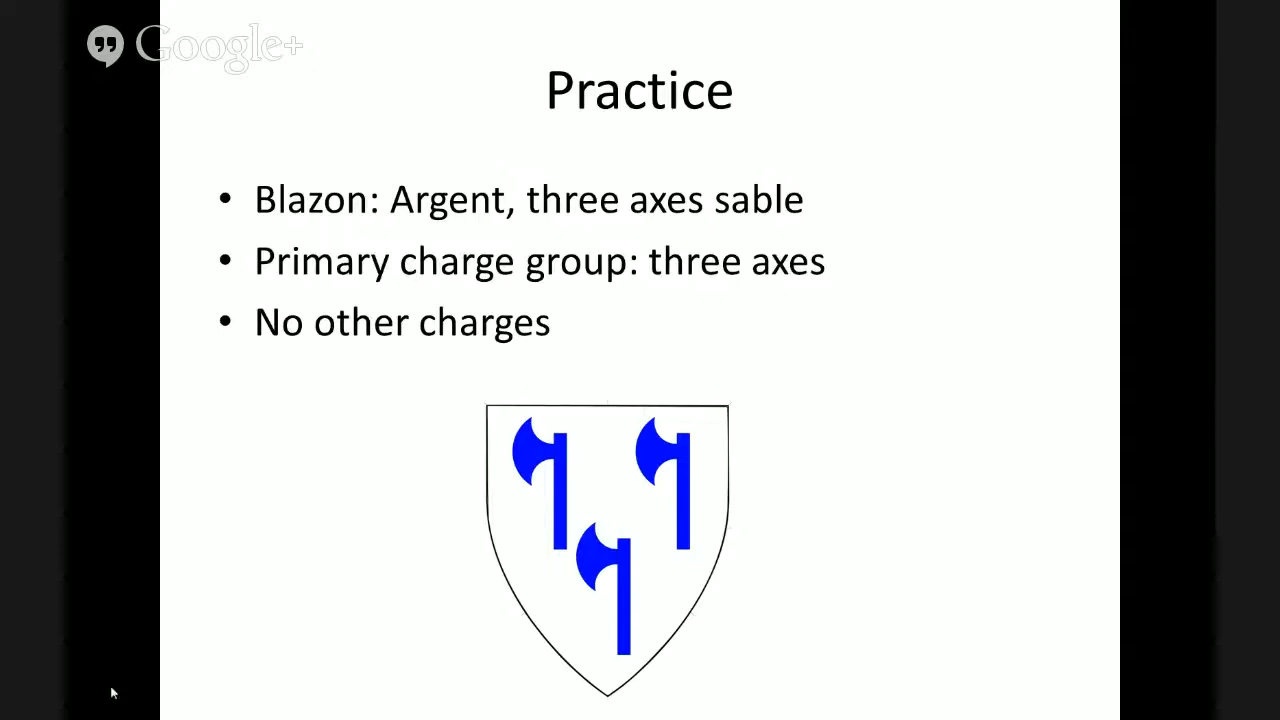 Google+
Practice
• Blazon: Argent, three axes sable
• Primary charge group: three axes
• No other charges